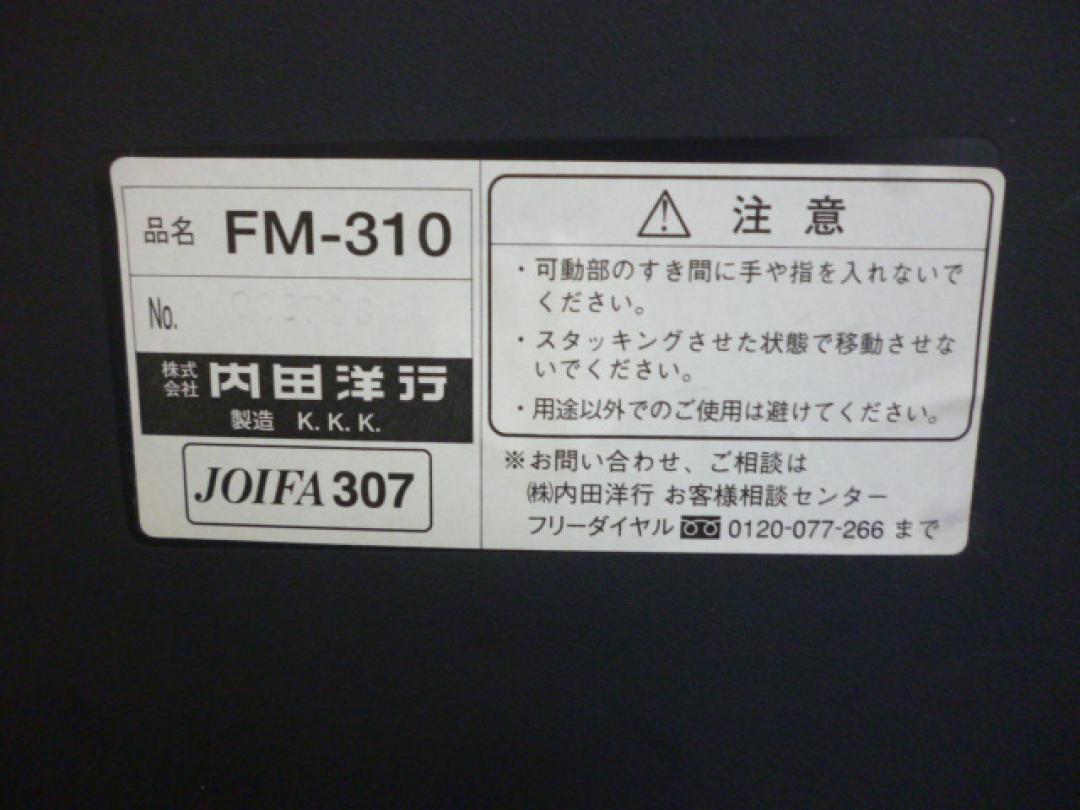 品名 FM-310
No.
株式会社 内田洋行
製造 K.K.K.
JOIFA 307
注意
・可動部のすき間に手や指を入れないで
ください。
・スタッキングさせた状態で移動させな
いでください。
・用途以外でのご使用は避けてください。
※お問い合わせ、ご相談は
㈱内田洋行 お客様相談センター
フリーダイヤル 0120-077-266 まで